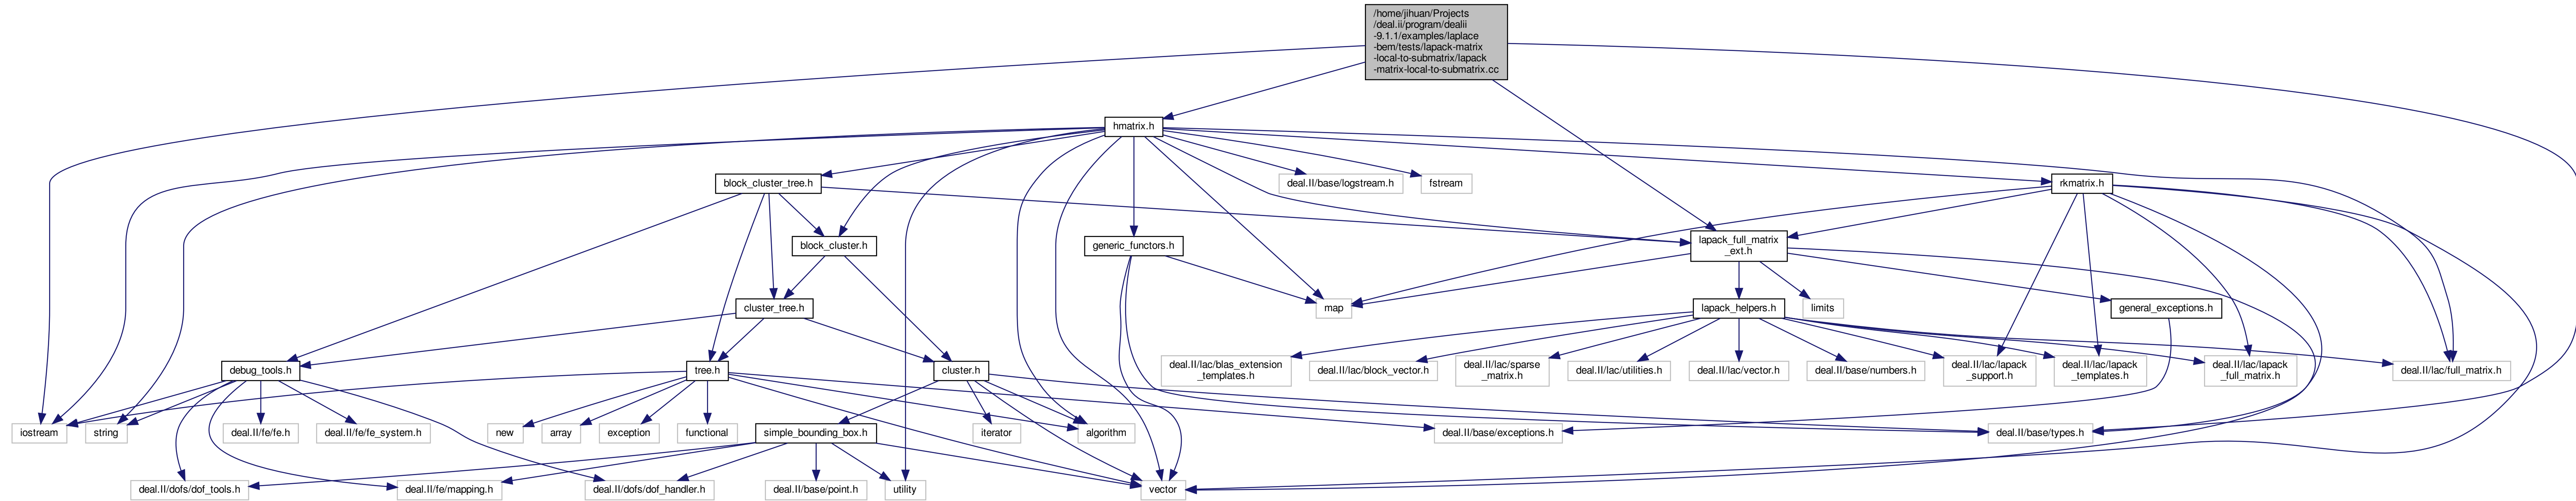 /home/jihuan/Projects
/deal.ii/program/dealii
-9.1.1/examples/laplace
-bem/tests/lapack-matrix
-local-to-submatrix/lapack
-matrix-local-to-submatrix.cc
hmatrix.h
block_cluster_tree.h
deal.II/base/logstream.h
fstream
rkmatrix.h
block_cluster.h
generic_functors.h
lapack_full_matrix
_ext.h
cluster_tree.h
map
lapack_helpers.h
limits
general_exceptions.h
debug_tools.h
tree.h
cluster.h
deal.II/lac/blas_extension
_templates.h
deal.II/lac/block_vector.h
deal.II/lac/sparse
_matrix.h
deal.II/lac/utilities.h
deal.II/lac/vector.h
deal.II/base/numbers.h
deal.II/lac/lapack
_support.h
deal.II/lac/lapack
_templates.h
deal.II/lac/lapack
_full_matrix.h
deal.II/lac/full_matrix.h
iostream
string
deal.II/fe/fe.h
deal.II/fe/fe_system.h
new
array
exception
functional
simple_bounding_box.h
iterator
algorithm
deal.II/base/exceptions.h
deal.II/base/types.h
deal.II/dofs/dof_tools.h
deal.II/fe/mapping.h
deal.II/dofs/dof_handler.h
deal.II/base/point.h
utility
vector